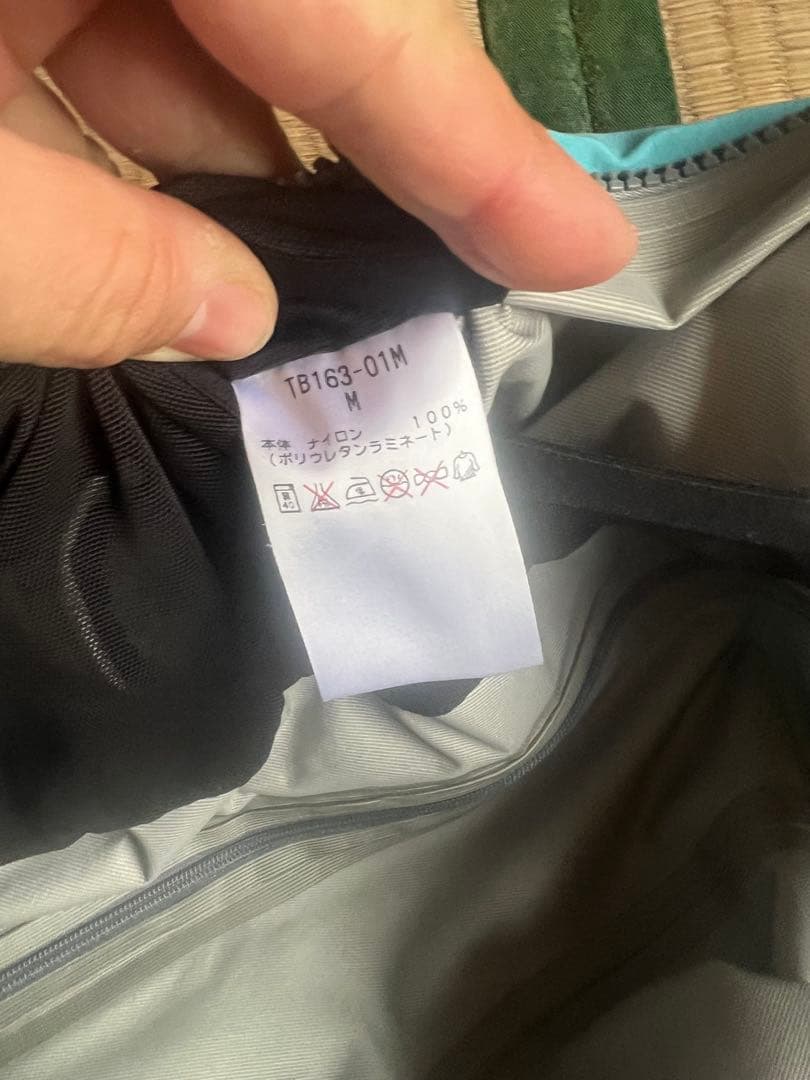 TB163-01M
M
本体 ナイロン 100%
(ポリウレタンラミネート)
40